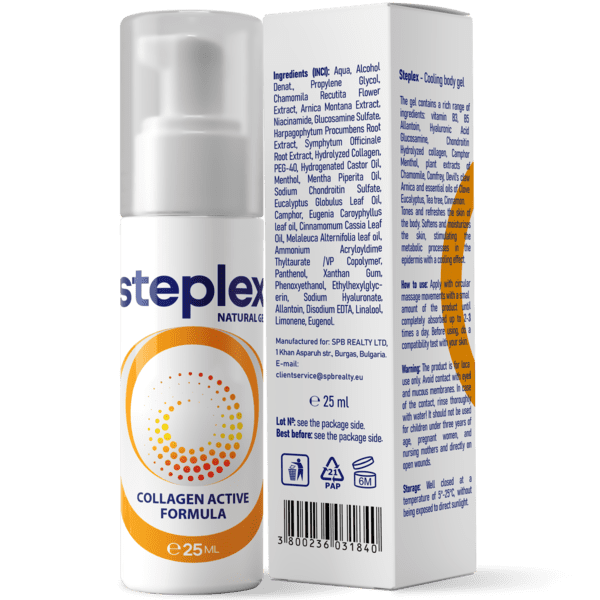 steplex
NATURAL GE
COLLAGEN ACTIVE
FORMULA
e 25 ML
Ingredients (INCI): Aqua, Alcohol
Denat., Propylene Glycol,
Chamomila Recutita Flower
Extract, Arnica Montana Extract,
Niacinamide, Glucosamine Sulfate,
Harpagophytum Procumbens Root
Extract, Symphytum Officinale
Root Extract, Hydrolyzed Collagen,
PEG-40, Hydrogenated Castor Oil,
Menthol, Mentha Piperita Oil,
Sodium Chondroitin Sulfate,
Eucalyptus Globulus Leaf Oil,
Camphor, Eugenia Caroyphyllus
leaf oil, Cinnamomum Cassia Leaf
Oil, Melaleuca Alternifolia leaf oil,
Ammonium Acryloyldime
Thyltaurate /VP Copolymer,
Panthenol, Xanthan Gum,
Phenoxyethanol, Ethylhexylglyc-
erin, Sodium Hyaluronate,
Allantoin, Disodium EDTA, Linalool,
Limonene, Eugenol.
Manufactured for: SPB REALTY LTD,
1 Khan Asparuh str., Burgas, Bulgaria.
E-mail:
clientservice@spbrealty.eu
e 25 ml
Lot №: see the package side.
Best before: see the package side.
21
PAP
6M
3 800236 031840
Steplex - Cooling body gel
The gel contains a rich range of
ingredients: vitamin B3, B5
Allantoin, Hyaluronic Acid
Glucosamine, Chondroitin
Hydrolyzed collagen, Camphor
Menthol, plant extracts of
Chamomile, Comfrey, Devil's claw
Arnica and essential oils of Clove
Eucalyptus, Tea tree, Cinnamon.
Tones and refreshes the skin of
the body. Softens and moisturizes
the skin, stimulating the
metabolic processes in the
epidermis with a cooling effect.
How to use: Apply with circular
massage movements with a small
amount of the product until
completely absorbed up to 2-3
times a day. Before using, do a
compatibility test with your skin.
Warning: The product is for loca
use only. Avoid contact with eyes
and mucous membranes. In case
of the contact, rinse thoroughly
with water! It should not be used
for children under three years of
age, pregnant women, and
nursing mothers and directly on
open wounds.
Storage: Well closed at a
temperature of 5°-25°C, without
being exposed to direct sunlight.